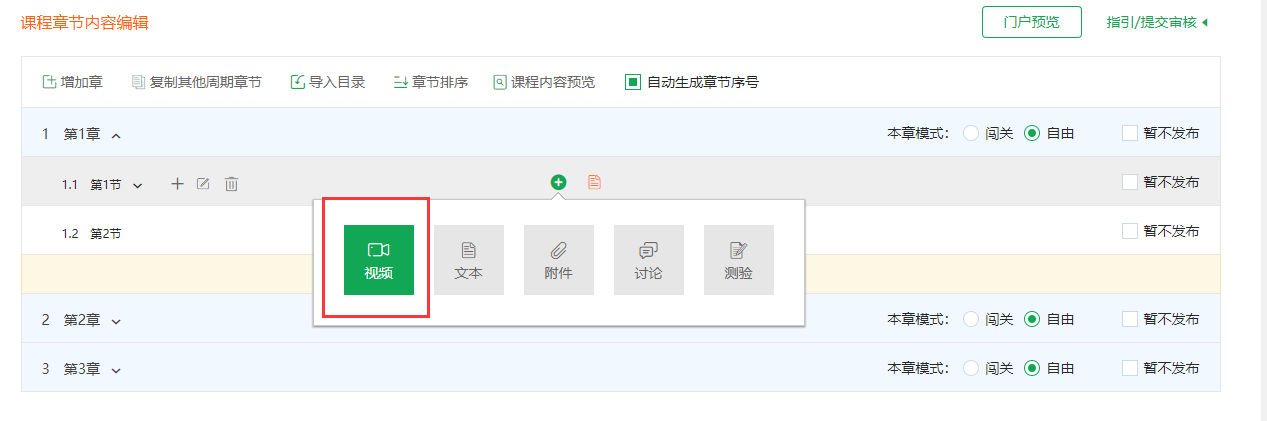 课程章节内容编辑 门户预览 指引/提交审核
增加章 复制其他周期章节 导入目录 章节排序 课程内容预览 自动生成章节序号
1 第1章 本章模式： 闯关 自由 暂不发布
1.1 第1节 暂不发布
1.2 第2节 暂不发布
视频 文本 附件 讨论 测验
2 第2章 本章模式： 闯关 自由 暂不发布
3 第3章 本章模式： 闯关 自由 暂不发布